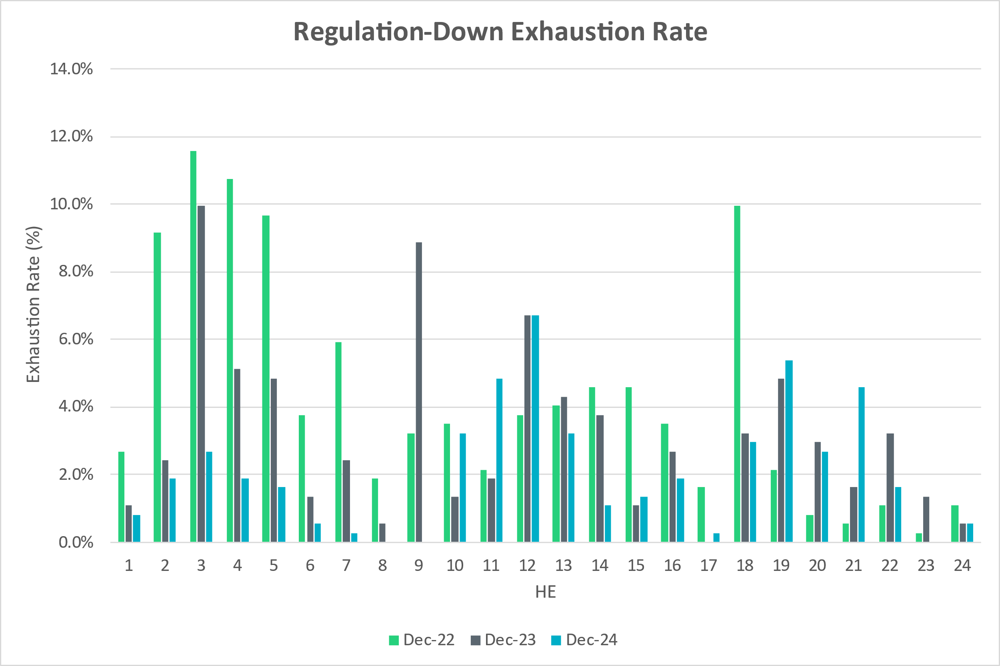 Regulation-Down Exhaustion Rate
14.0%
12.0%
10.0%
8.0%
6.0%
4.0%
2.0%
0.0%
Exhaustion Rate (%)
1 2 3 4 5 6 7 8 9 10 11 12 13 14 15 16 17 18 19 20 21 22 23 24
HE
Dec-22 Dec-23 Dec-24